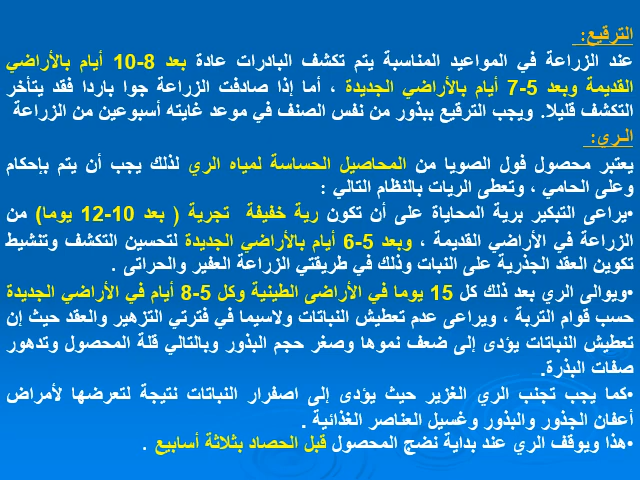 الترقيع:
عند الزراعة في المواعيد المناسبة يتم تكشف البادرات عادة بعد 8-10 أيام بالأراضي
القديمة وبعد 5-7 أيام بالأراضي الجديدة ، أما إذا صادفت الزراعة جوا باردا فقد يتأخر
التكشف قليلا. ويجب الترقيع ببذور من نفس الصنف في موعد غايته أسبوعين من الزراعة
الـري:
يعتبر محصول فول الصويا من المحاصيل الحساسة لمياه الري لذلك يجب أن يتم بإحكام
وعلى الحامي ، وتعطى الريات بالنظام التالي :
•يراعى التبكير برية المحاياة على أن تكون رية خفيفة تجرية ( بعد 10-12 يوما) من
الزراعة في الأراضي القديمة ، وبعد 5-6 أيام بالأراضي الجديدة لتحسين التكشف وتنشيط
تكوين العقد الجذرية على النبات وذلك في طريقتي الزراعة العفير والحراتى .
•ويوالى الري بعد ذلك كل 15 يوما في الأراضى الطينية وكل 5-8 أيام في الأراضي الجديدة
حسب قوام التربة ، ويراعى عدم تعطيش النباتات ولاسيما في فترتي التزهير والعقد حيث إن
تعطيش النباتات يؤدى إلى ضعف نموها وصغر حجم البذور وبالتالي قلة المحصول وتدهور
صفات البذرة.
•كما يجب تجنب الري الغزير حيث يؤدى إلى اصفرار النباتات نتيجة لتعرضها لأمراض
أعفان الجذور والبذور وغسيل العناصر الغذائية .
•هذا ويوقف الري عند بداية نضج المحصول قبل الحصاد بثلاثة أسابيع .